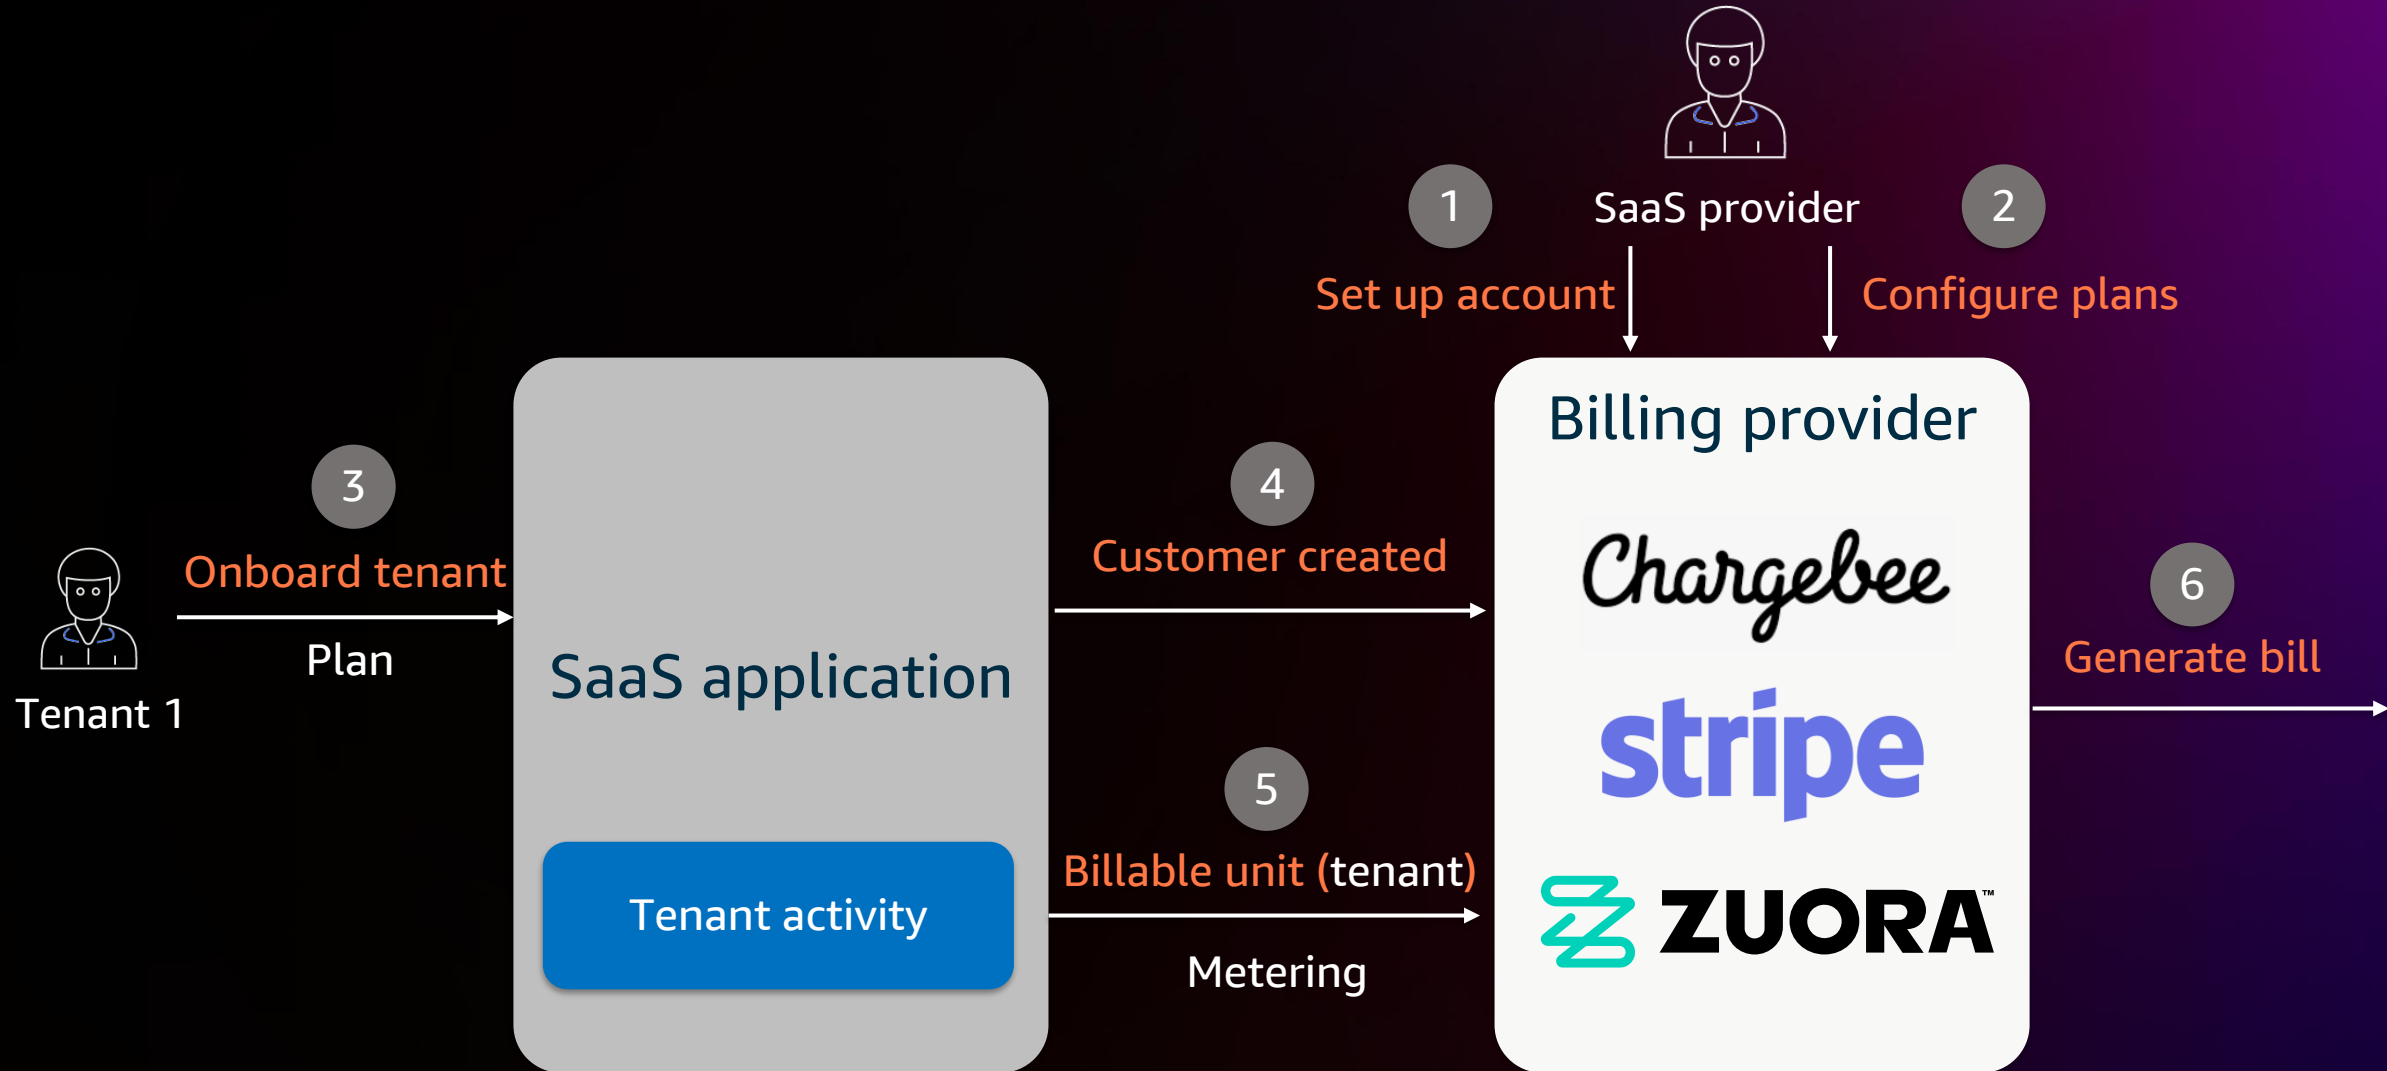 1
SaaS provider
2
Set up account
Configure plans
Billing provider
3
4
Onboard tenant
Customer created
Chargebee
6
Plan
SaaS application
Generate bill
Tenant 1
stripe
5
Billable unit (tenant)
Tenant activity
ZUORA™
Metering